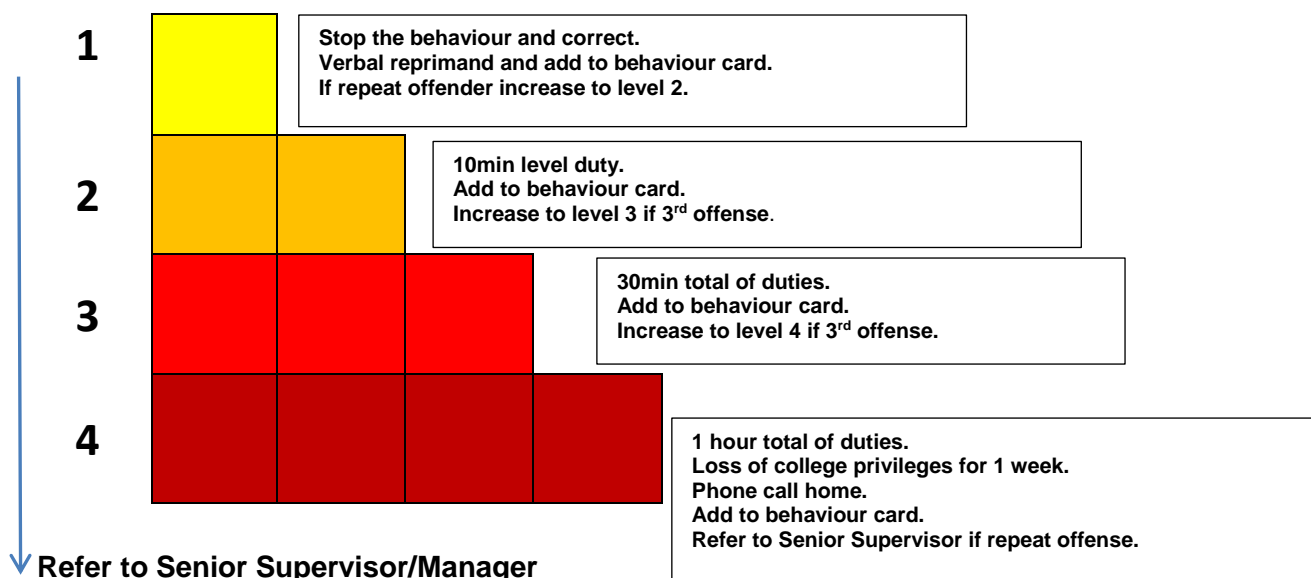 1
Stop the behaviour and correct.
Verbal reprimand and add to behaviour card.
If repeat offender increase to level 2.
2
10min level duty.
Add to behaviour card.
Increase to level 3 if 3rd offense.
3
30min total of duties.
Add to behaviour card.
Increase to level 4 if 3rd offense.
4
1 hour total of duties.
Loss of college privileges for 1 week.
Phone call home.
Add to behaviour card.
Refer to Senior Supervisor if repeat offense.
Refer to Senior Supervisor/Manager